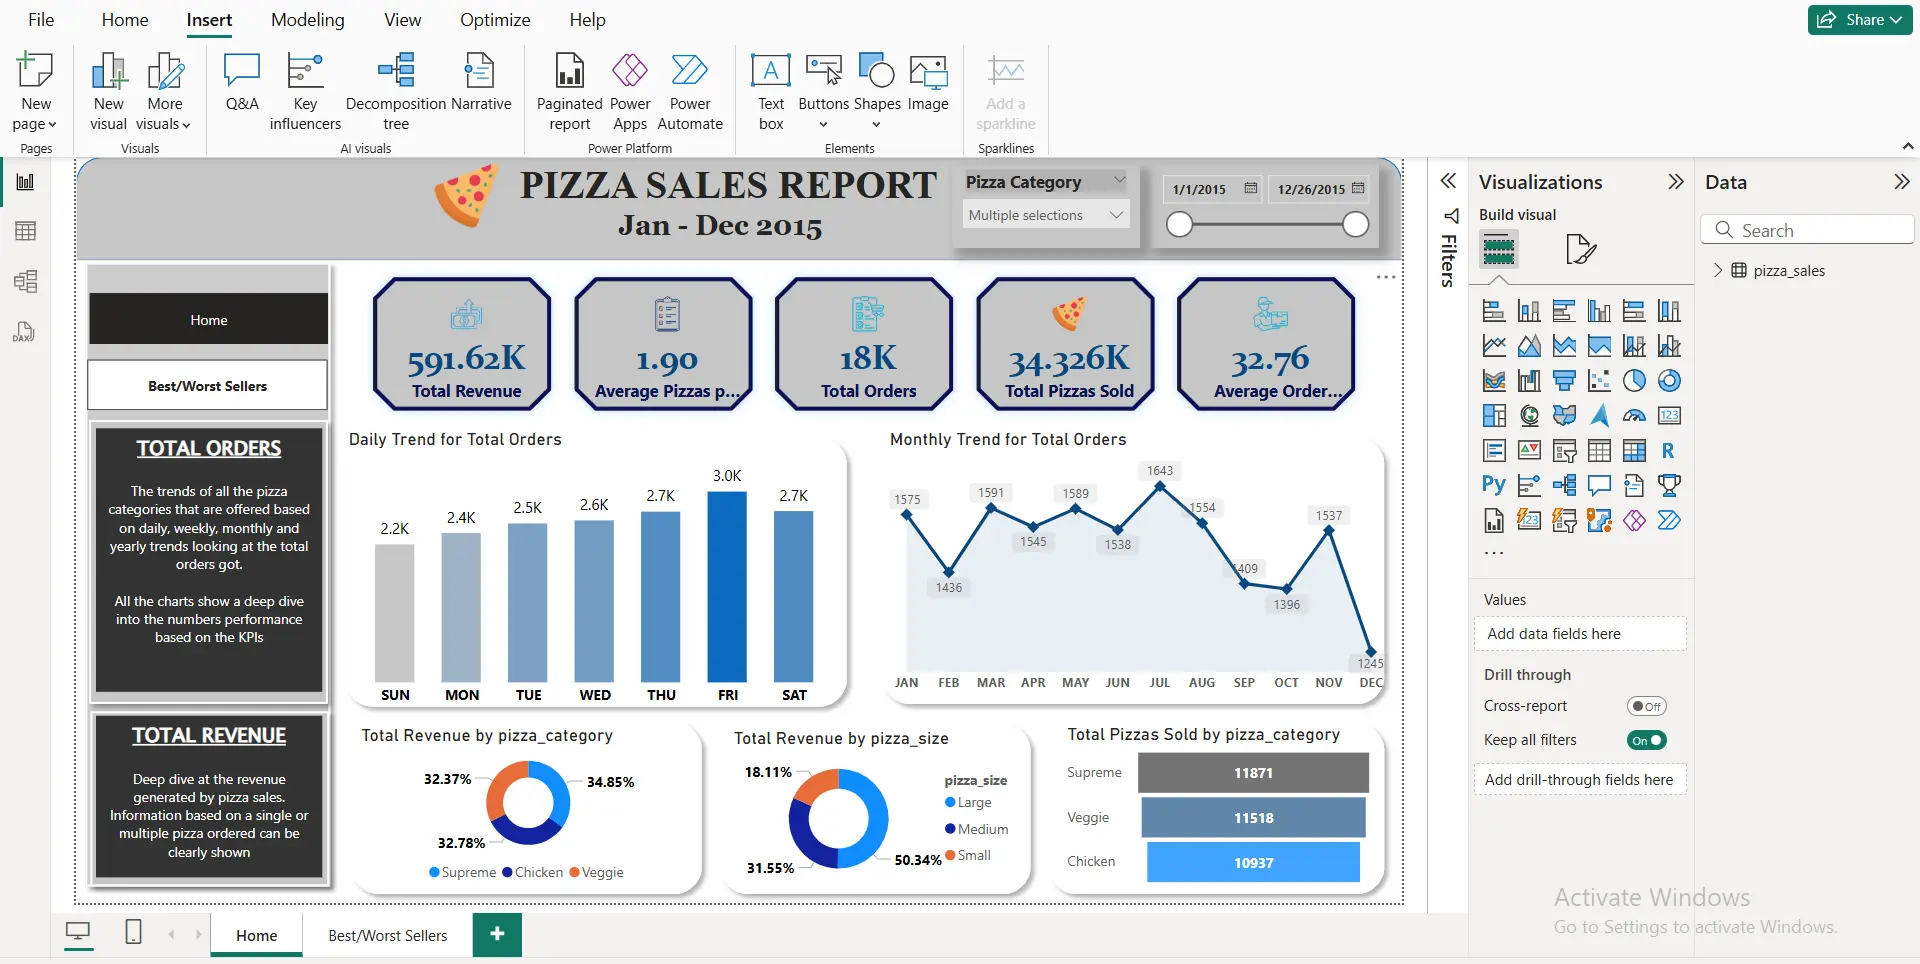 File Home Insert Modeling View Optimize Help
Share
New page
New visual
More visuals
Q&A
Key influencers
Decomposition tree
Narrative
Paginated report
Power Apps
Power Automate
Text box
Buttons
Shapes
Image
Add a sparkline
Pages
Visuals
AI visuals
Power Platform
Elements
Sparklines
PIZZA SALES REPORT
Jan - Dec 2015
Pizza Category
Multiple selections
1/1/2015
12/26/2015
Home
Best/Worst Sellers
TOTAL ORDERS
The trends of all the pizza
categories that are offered based
on daily, weekly, monthly and
yearly trends looking at the total
orders got.
All the charts show a deep dive
into the numbers performance
based on the KPIs
TOTAL REVENUE
Deep dive at the revenue
generated by pizza sales.
Information based on a single or
multiple pizza ordered can be
clearly shown
591.62K
Total Revenue
1.90
Average Pizzas p...
18K
Total Orders
34.326K
Total Pizzas Sold
32.76
Average Order...
Daily Trend for Total Orders
2.2K
2.4K
2.5K
2.6K
2.7K
3.0K
2.7K
SUN MON TUE WED THU FRI SAT
Monthly Trend for Total Orders
1575
1436
1591
1545
1589
1538
1643
1554
1409
1396
1537
1245
JAN FEB MAR APR MAY JUN JUL AUG SEP OCT NOV DEC
Total Revenue by pizza_category
32.37%
34.85%
32.78%
Supreme Chicken Veggie
Total Revenue by pizza_size
18.11%
31.55%
50.34%
pizza_size
Large
Medium
Small
Total Pizzas Sold by pizza_category
Supreme 11871
Veggie 11518
Chicken 10937
Home
Best/Worst Sellers
Filters
Visualizations
Build visual
123
R
Py
123
Values
Add data fields here
Drill through
Cross-report
Off
Keep all filters
On
Add drill-through fields here
Data
Search
pizza_sales
DAX
Activate Windows
Go to Settings to activate Windows.